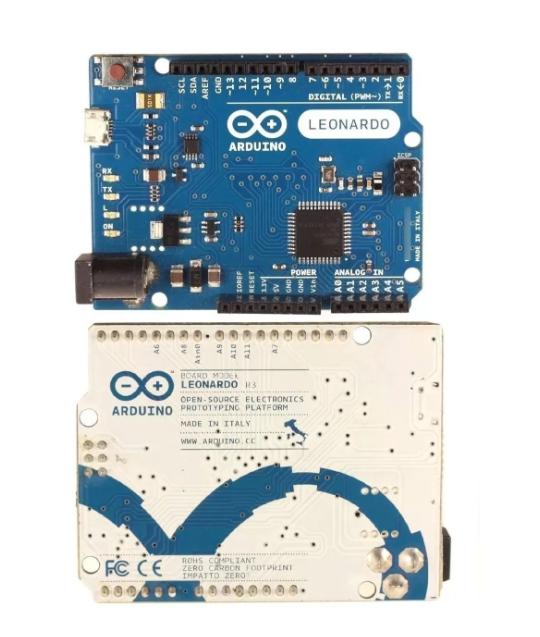 RESET
SCL
SDA
AREF
GND
~13
12
~11
~10
~9
8
7
~6
~5
4
~3
2
TX→1
RX←0
DIGITAL (PWM~)
ARDUINO
LEONARDO
ICSP
RX
TX
L
ON
MADE IN ITALY
POWER
ANALOG IN
IOREF
RESET
3.3V
5V
GND
GND
Vin
A0
A1
A2
A3
A4
A5
A6
A8
A9
A10
A11
A7
BOARD MODEL
LEONARDO R3
ARDUINO
OPEN-SOURCE ELECTRONICS
PROTOTYPING PLATFORM
MADE IN ITALY
WWW.ARDUINO.CC
FC CE
ROHS COMPLIANT
ZERO CARBON FOOTPRINT
IMPATTO ZERO